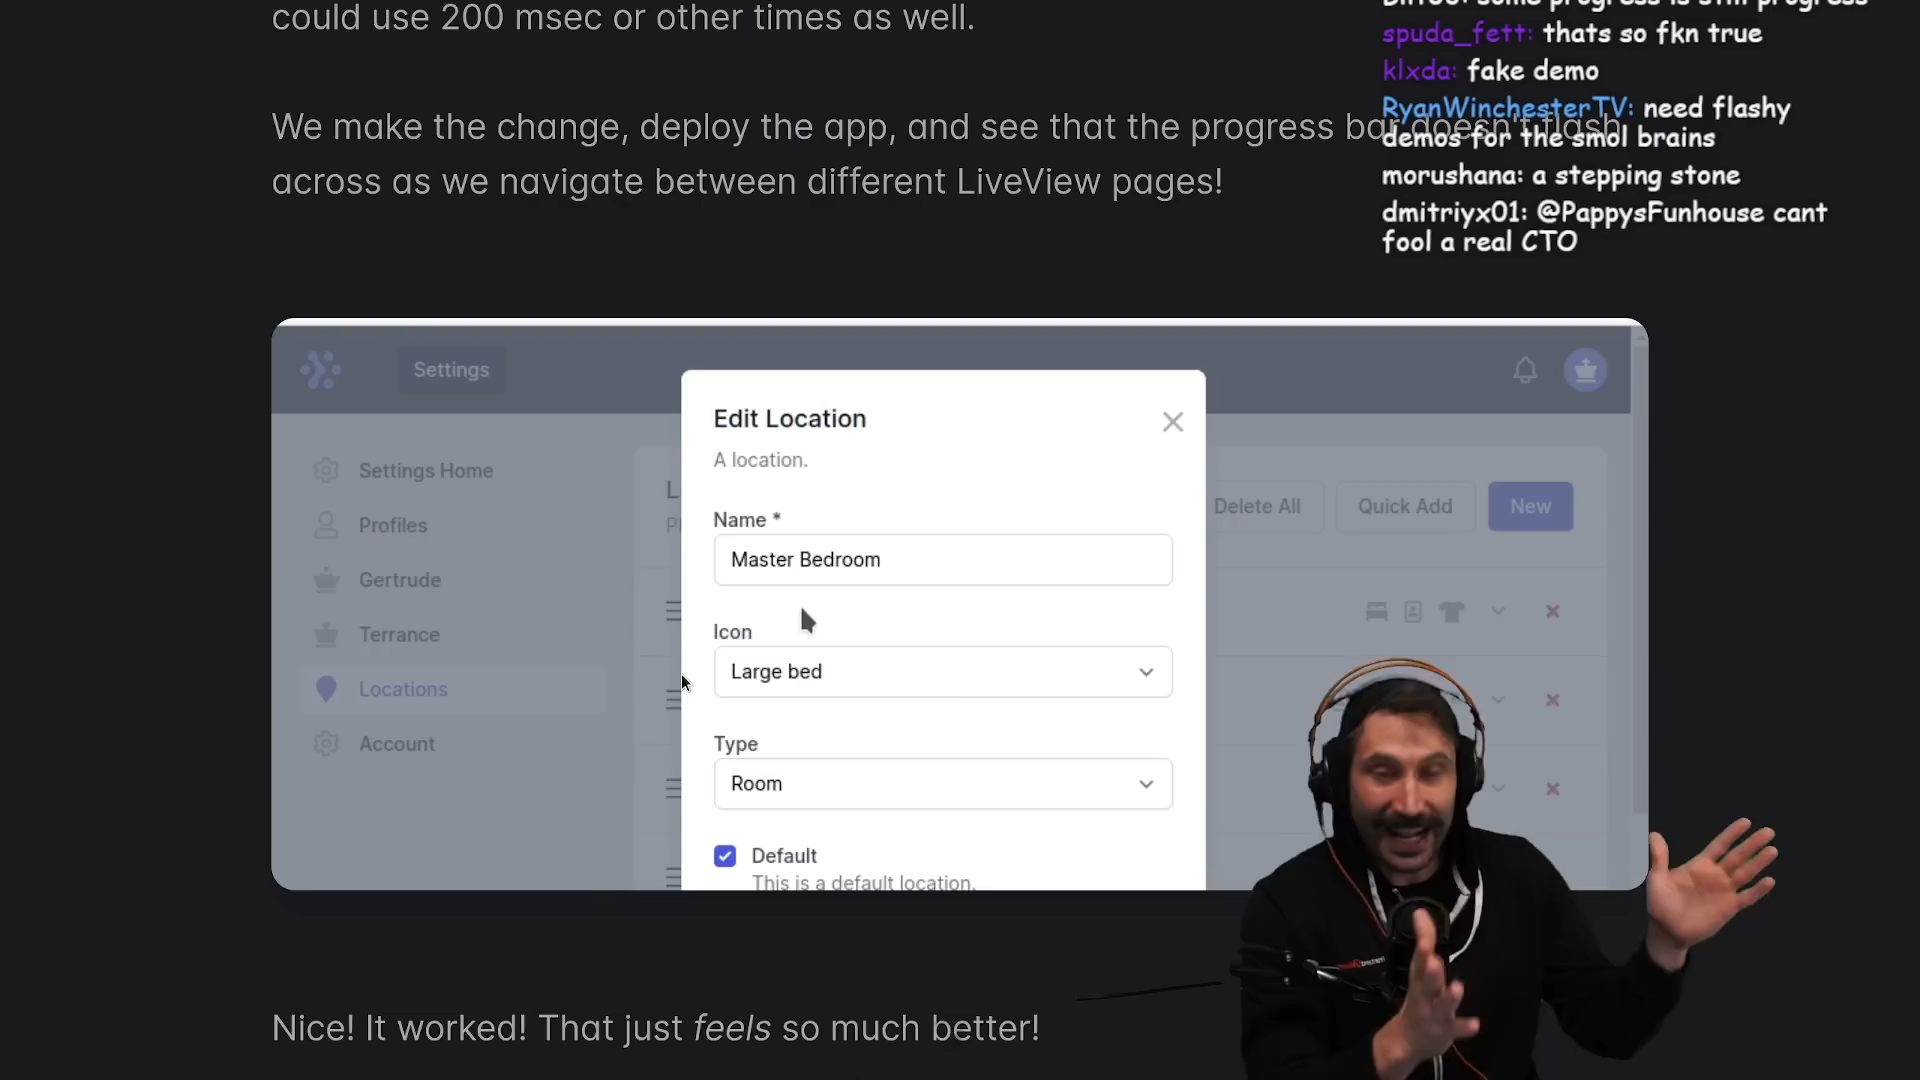 could use 200 msec or other times as well.
We make the change, deploy the app, and see that the progress bar doesn't flash
across as we navigate between different LiveView pages!
spuda_fett: thats so fkn true
klxda: fake demo
RyanWinchesterTV: need flashy
demos for the smol brains
morushana: a stepping stone
dmitriyx01: @PappysFunhouse cant
fool a real CTO
Settings
Settings Home
Profiles
Gertrude
Terrance
Locations
Account
Edit Location
A location.
Name *
Master Bedroom
Icon
Large bed
Type
Room
Default
This is a default location.
Delete All
Quick Add
New
Nice! It worked! That just feels so much better!